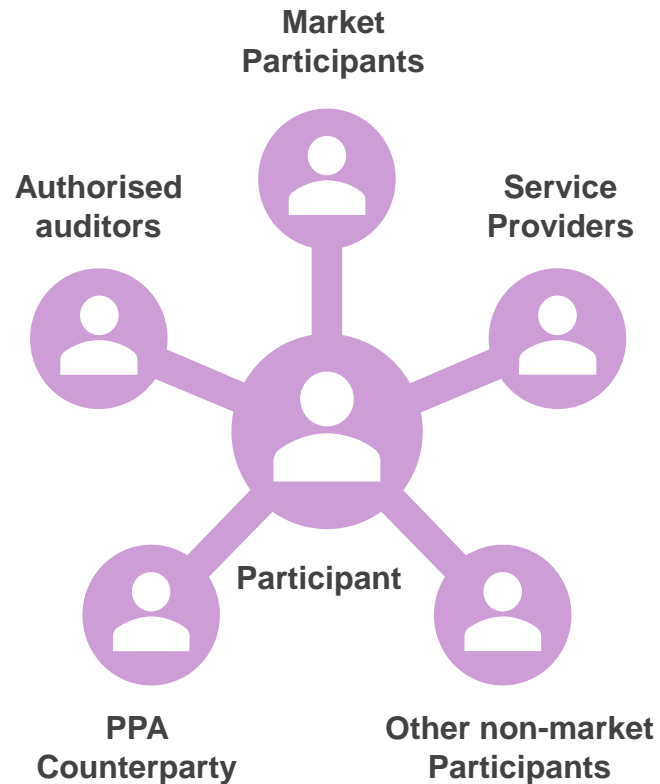 Market
Participants
Authorised
auditors
Service
Providers
Participant
PPA
Counterparty
Other non-market
Participants